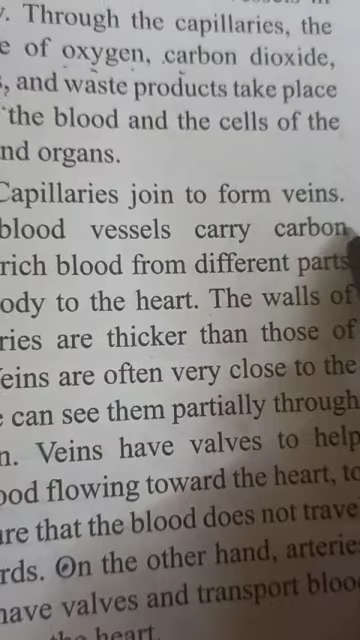 . Through the capillaries, the
e of oxygen, carbon dioxide,
, and waste products take place
the blood and the cells of the
nd organs.
Capillaries join to form veins.
blood vessels carry carbon
rich blood from different parts
ody to the heart. The walls of
ries are thicker than those of
eins are often very close to the
e can see them partially through
n. Veins have valves to help
ood flowing toward the heart, to
ure that the blood does not trave
rds. On the other hand, arterie
have valves and transport bloo
the heart.